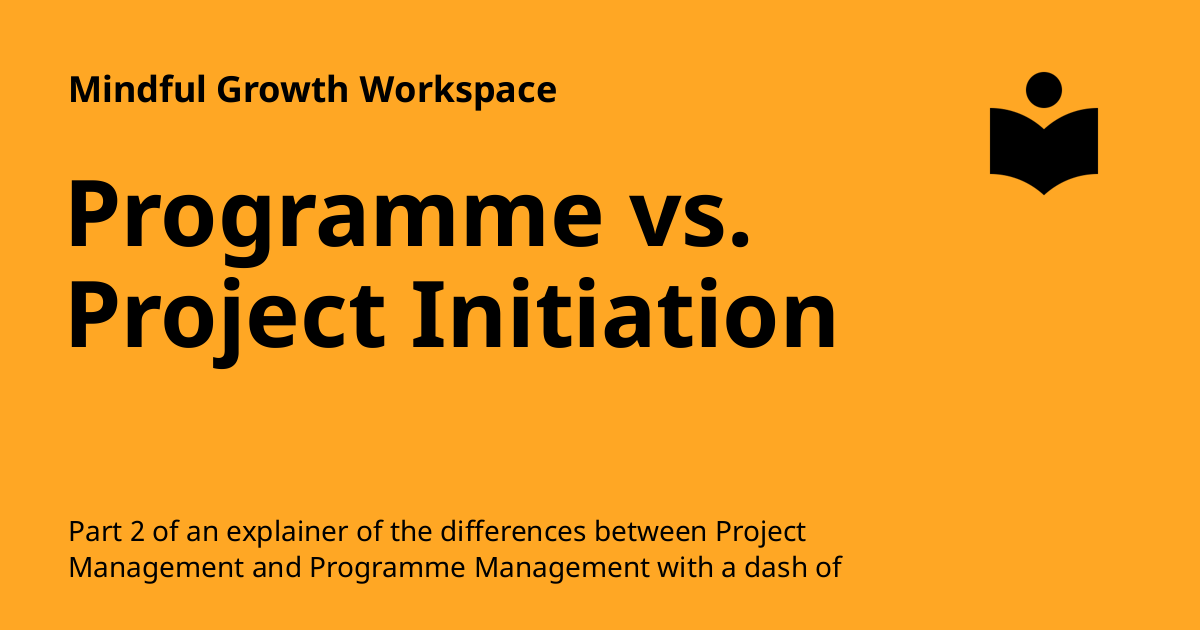 Mindful Growth Workspace
Programme vs.
Project Initiation
Part 2 of an explainer of the differences between Project
Management and Programme Management with a dash of